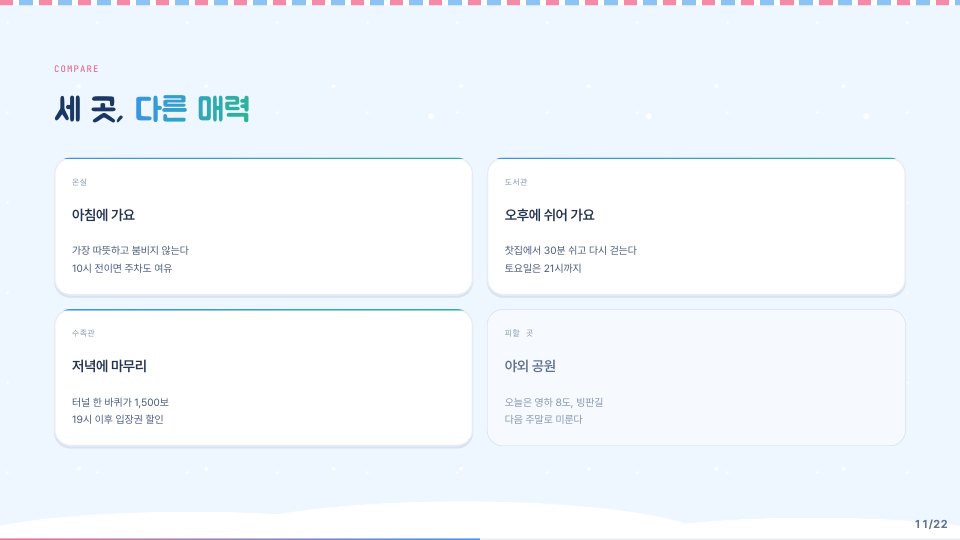 COMPARE
세 곳, 다른 매력
온실
아침에 가요
가장 따뜻하고 붐비지 않는다
10시 전이면 주차도 여유
도서관
오후에 쉬어 가요
찻집에서 30분 쉬고 다시 걷는다
토요일은 21시까지
수족관
저녁에 마무리
터널 한 바퀴가 1,500보
19시 이후 입장권 할인
피할 곳
야외 공원
오늘은 영하 8도, 빙판길
다음 주말로 미룬다
11/22